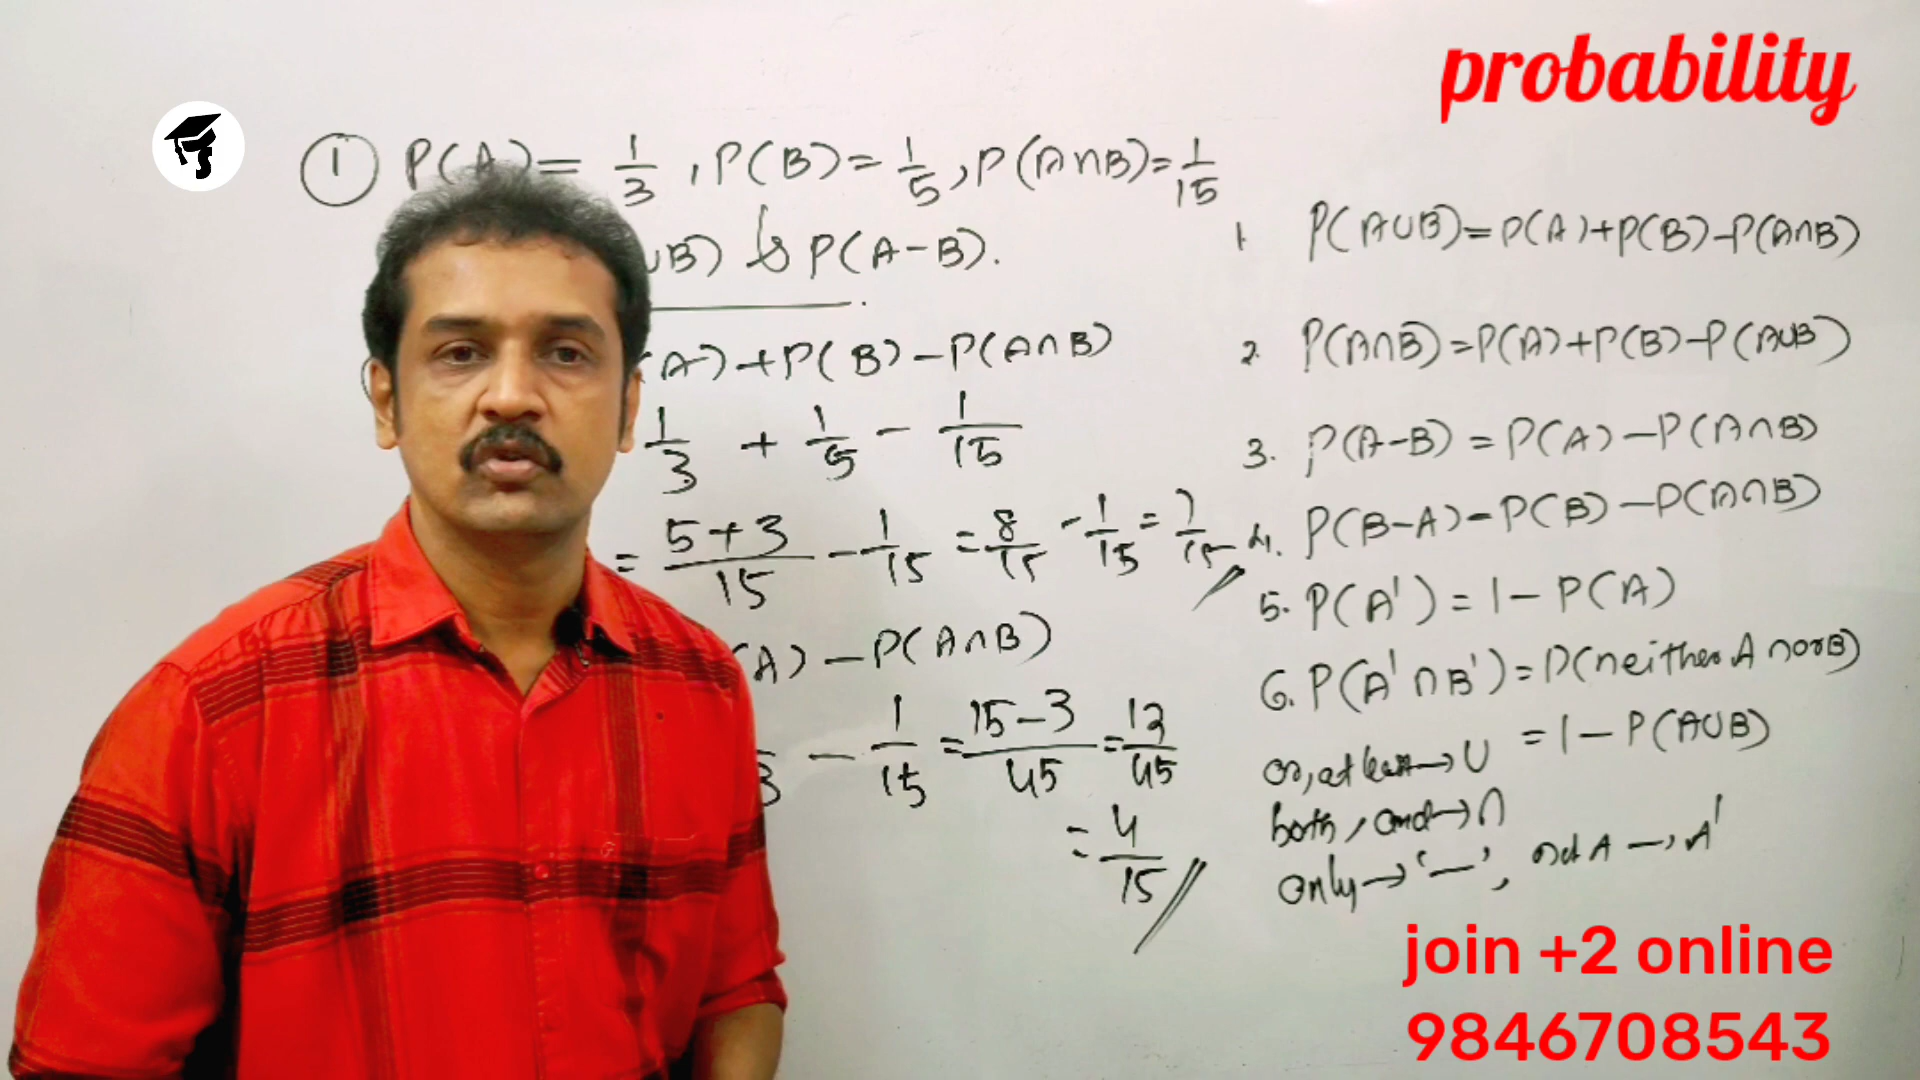 probability
① P(A) = 1/3, P(B) = 1/5, P(A∩B) = 1/15
∪B) & P(A-B).
(A) + P(B) - P(A∩B)
1/3 + 1/5 - 1/15
= 5+3/15 - 1/15 = 8/15 - 1/15 = 7/15
(A) - P(A∩B)
3 - 1/15 = 15-3/45 = 12/45
= 4/15
1. P(A∪B) = P(A)+P(B)-P(A∩B)
2. P(A∩B) = P(A)+P(B)-P(A∪B)
3. P(A-B) = P(A) - P(A∩B)
4. P(B-A) = P(B) - P(A∩B)
5. P(A') = 1 - P(A)
6. P(A'∩B') = P(neither A nor B)
= 1 - P(A∪B)
or, at least → ∪
both, and → ∩
only → '—', not A → A'
join +2 online
9846708543